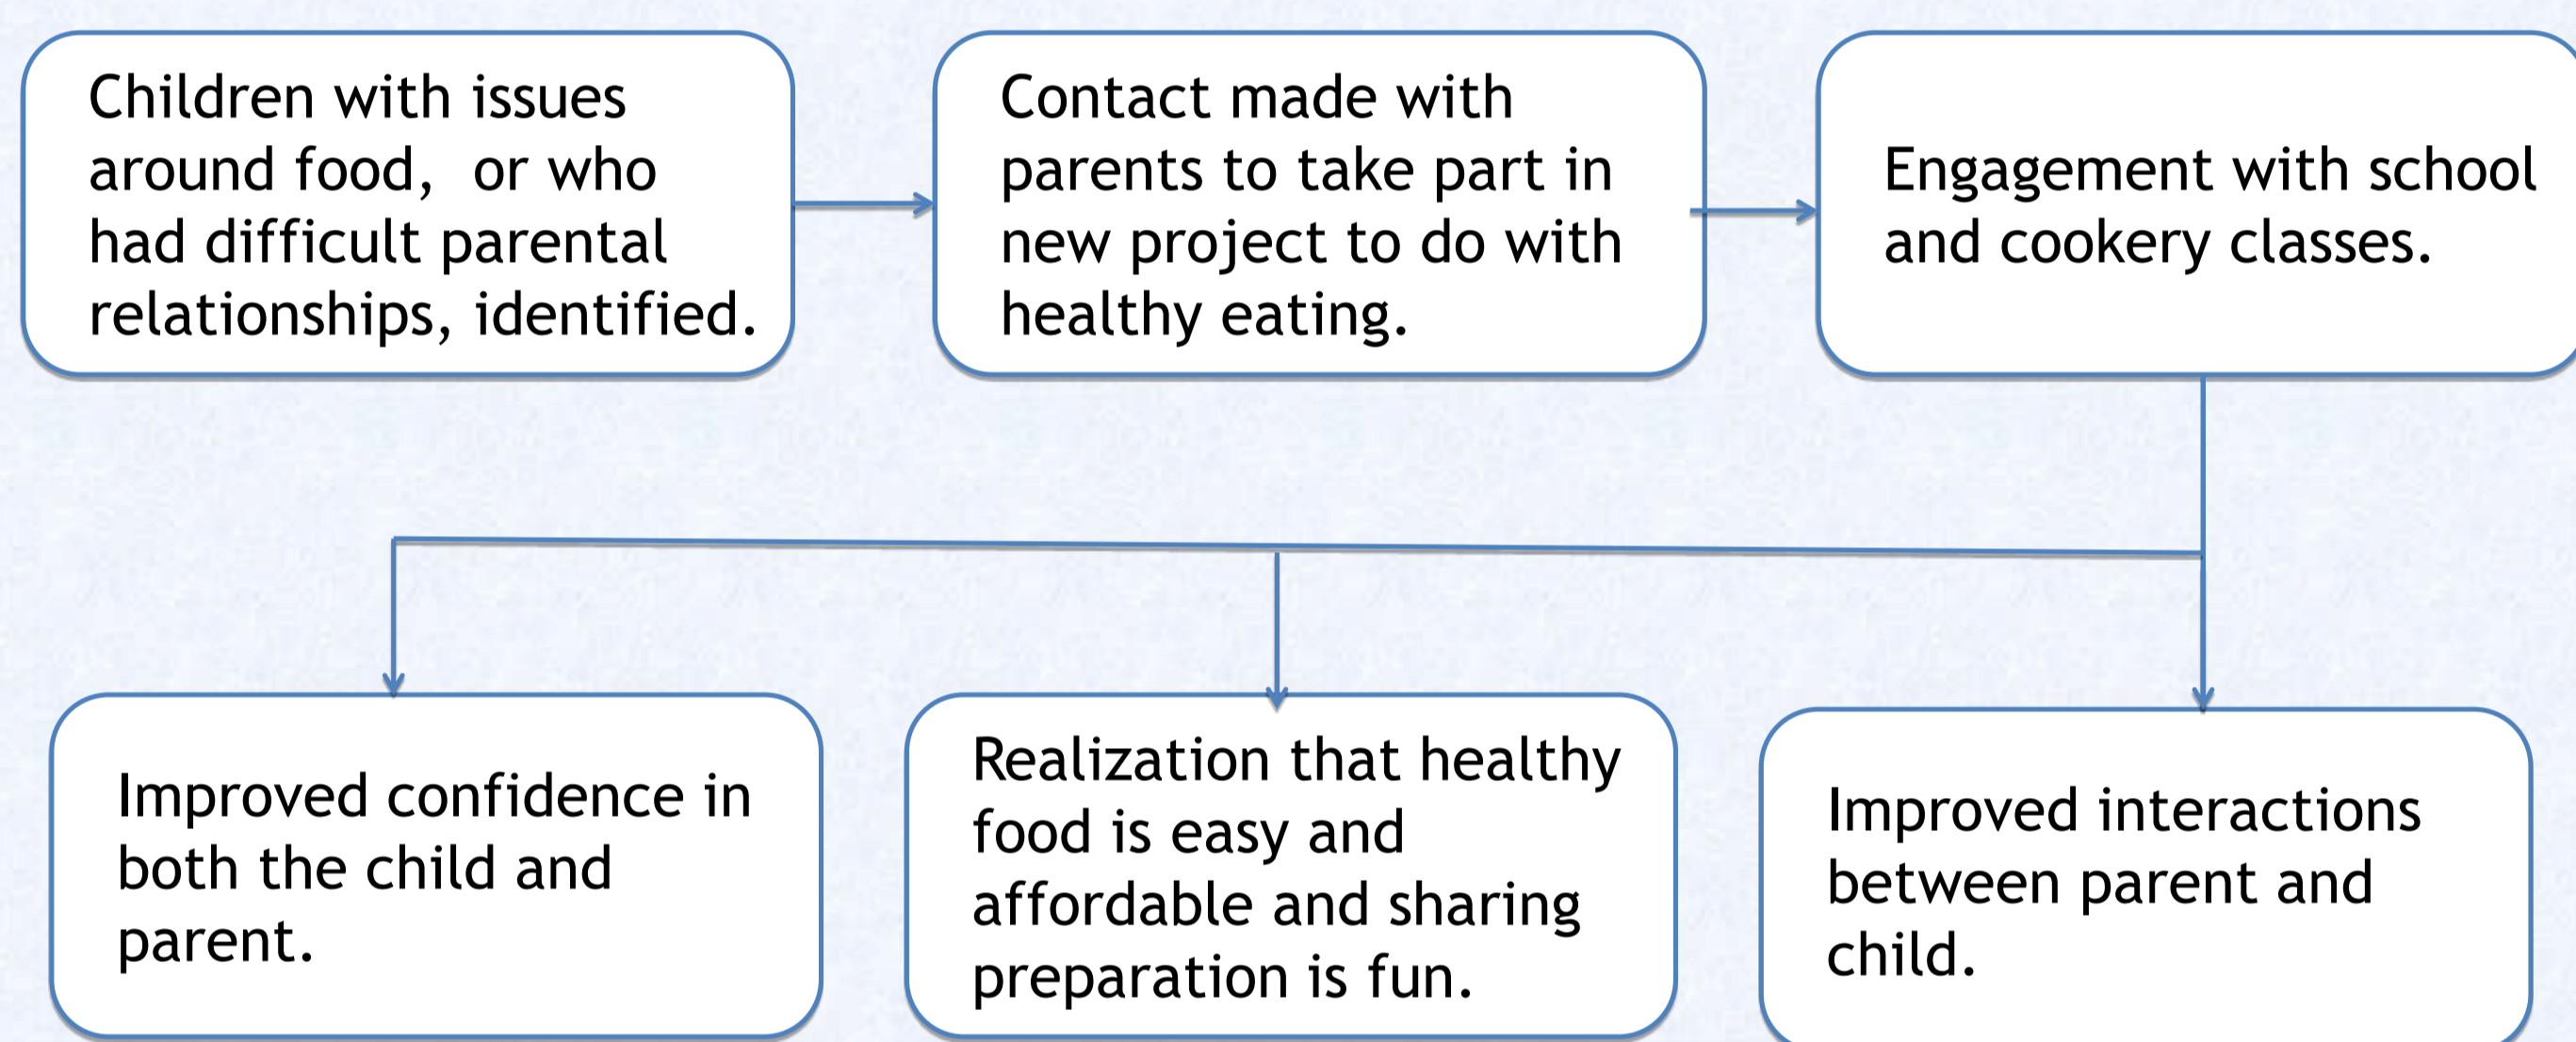 Children with issues
around food,  or who
had difficult parental
relationships, identified.
Contact made with
parents to take part in
new project to do with
healthy eating.
Engagement with school
and cookery classes.
Improved confidence in
both the child and
parent.
Realization that healthy
food is easy and
affordable and sharing
preparation is fun.
Improved interactions
between parent and
child.